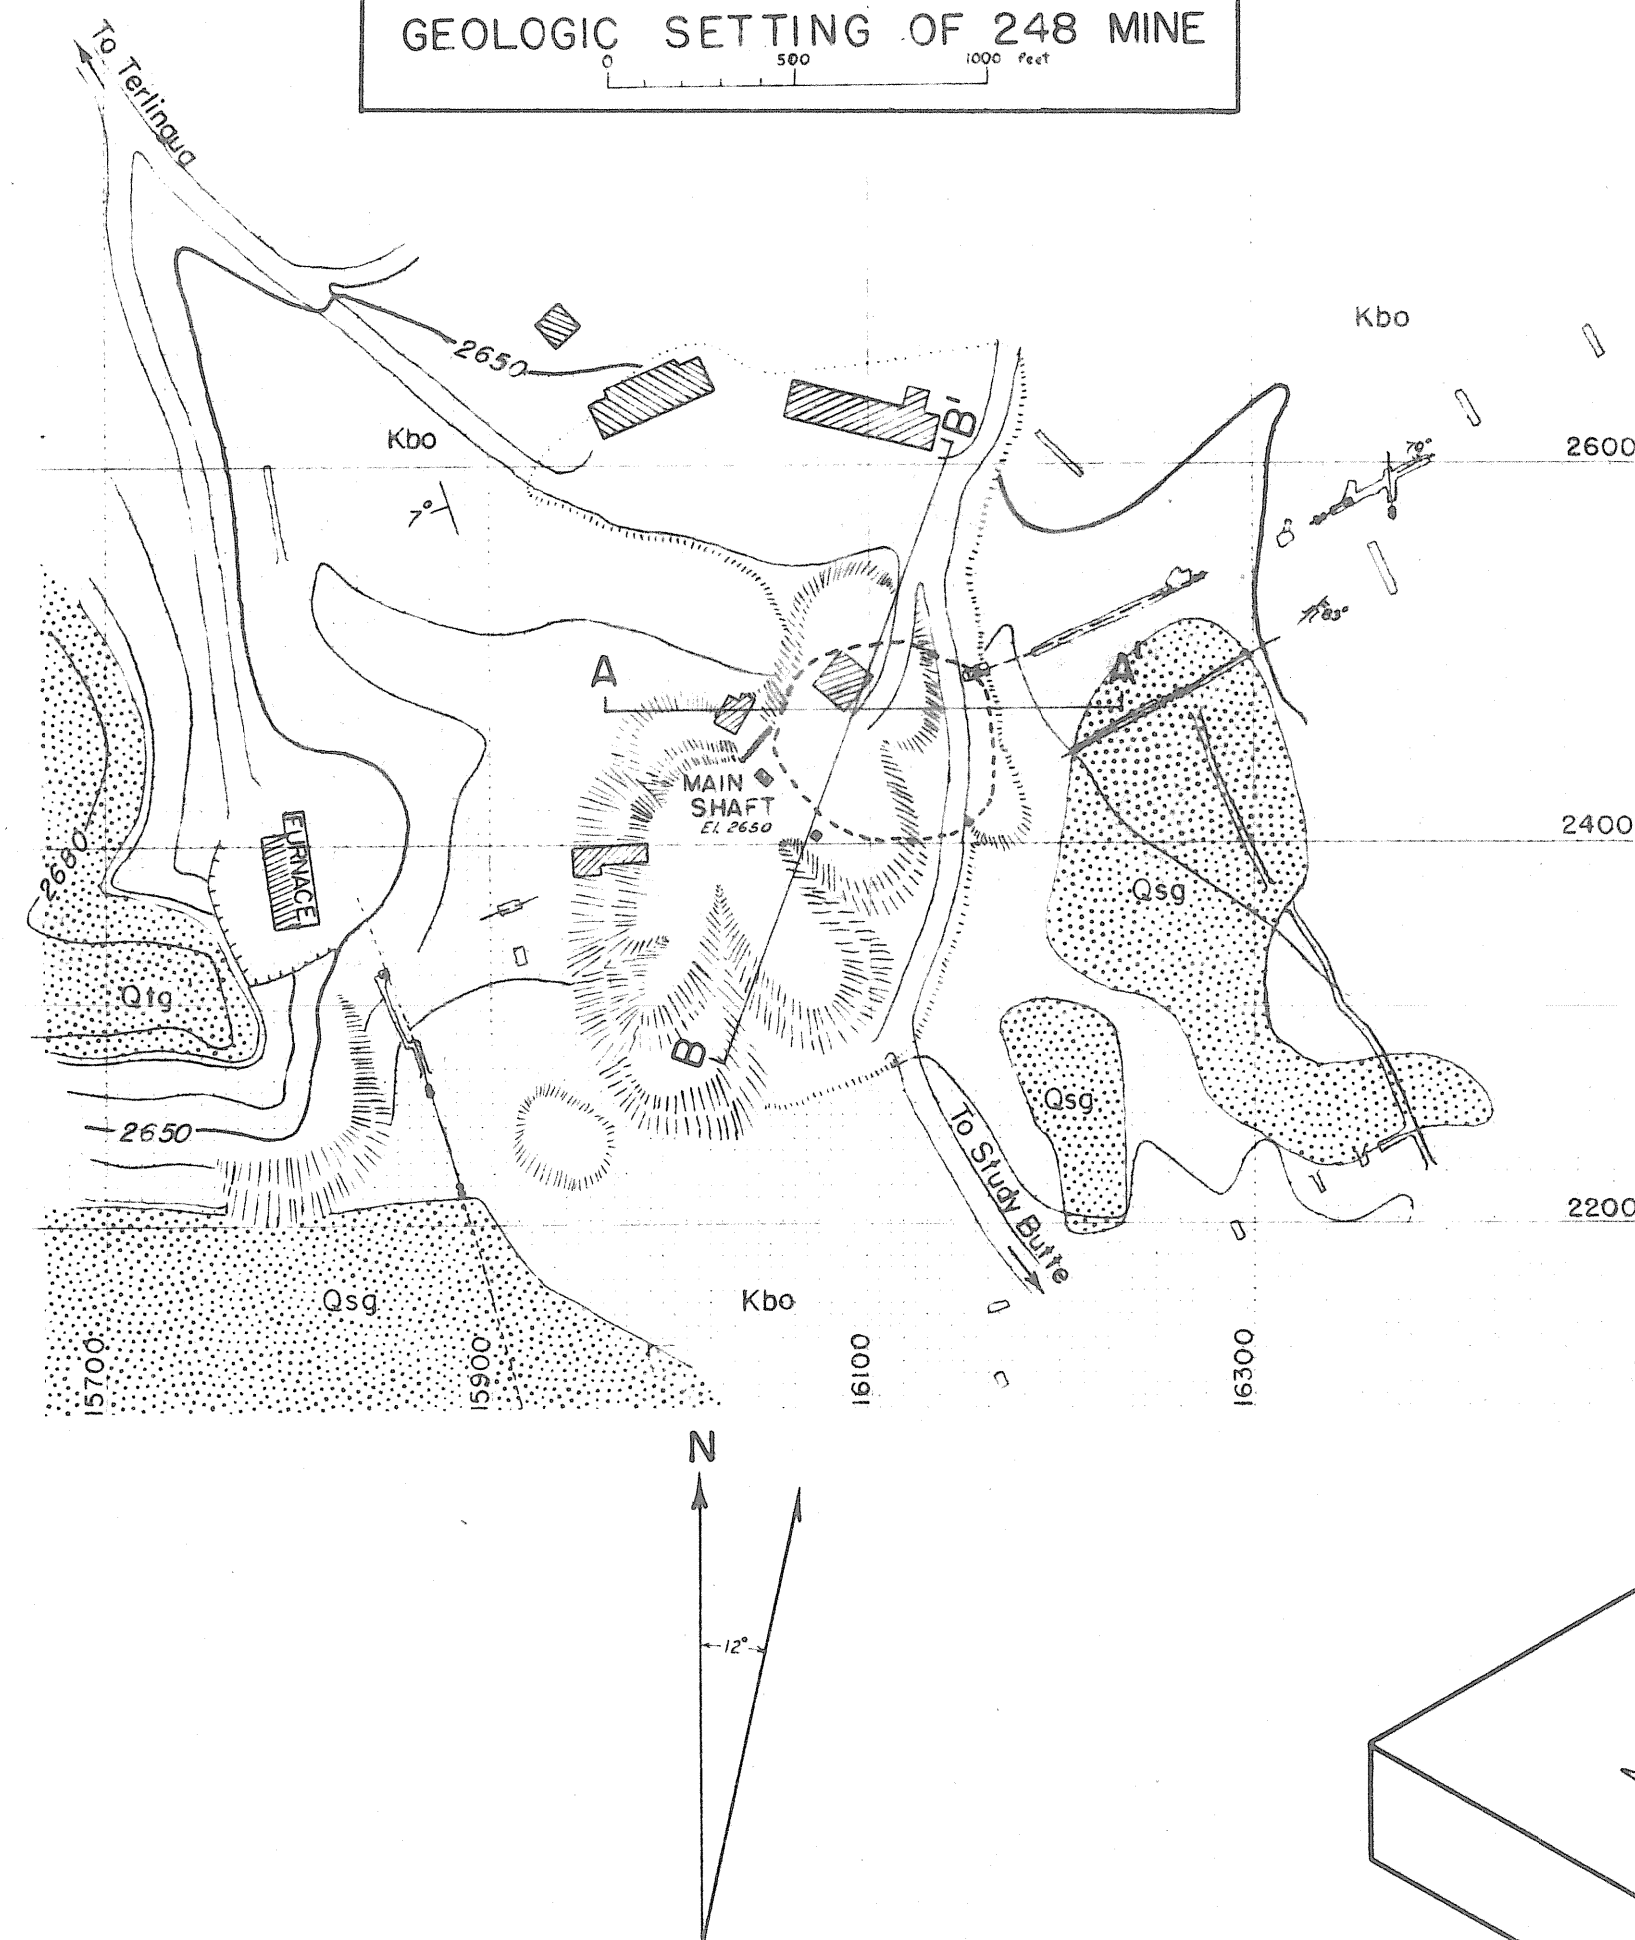 GEOLOGIC SETTING OF 248 MINE
0 500 1000 feet
To Terlingua
Kbo
2650
B'
Kbo
2600
70°
7°
83°
A
A'
MAIN
SHAFT
El. 2650
2400
FURNACE
2660
Qsg
Qtg
B
Qsg
To Study Butte
2650
2200
Qsg
Kbo
15700
15900
16100
16300
N
12°